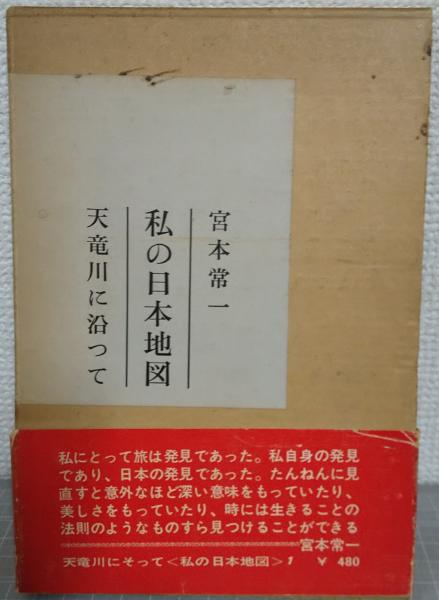 宮本常一
私の日本地図
天竜川に沿つて
私にとって旅は発見であった。私自身の発見
であり、日本の発見であった。たんねんに見
直すと意外なほど深い意味をもっていたり、
美しさをもっていたり、時には生きることの
法則のようなものすら見つけることができる
宮本常一
天竜川にそって<私の日本地図>1 ¥ 480